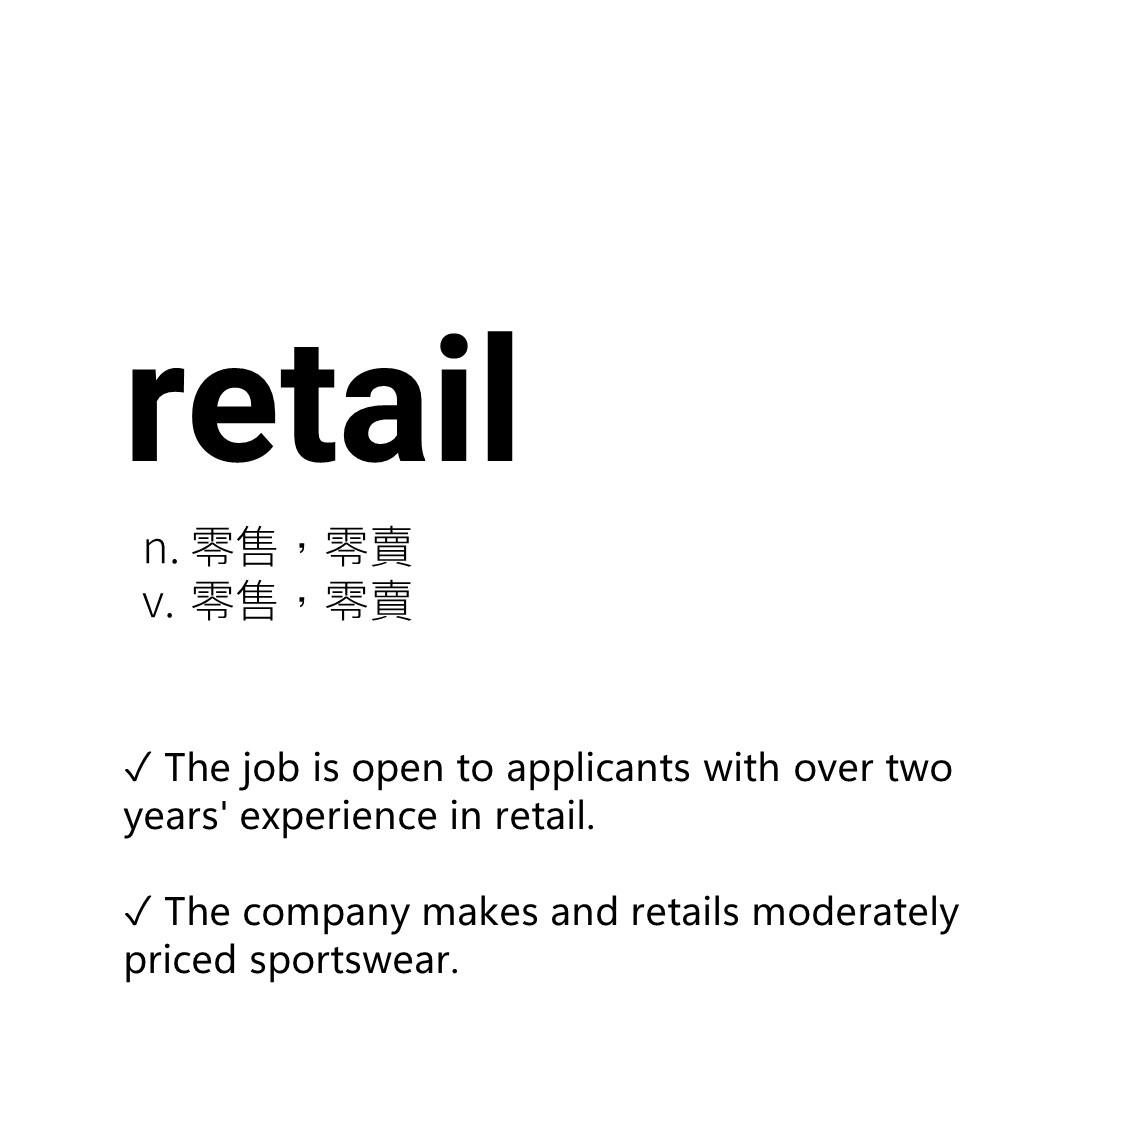 retail
n. 零售，零賣
v. 零售，零賣
✓ The job is open to applicants with over two
years' experience in retail.
✓ The company makes and retails moderately
priced sportswear.